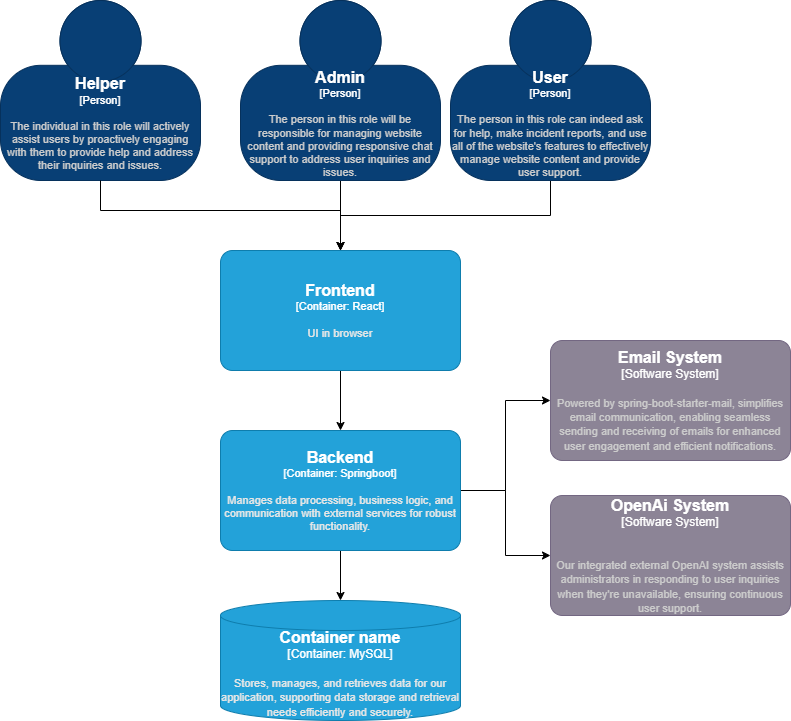 Helper
[Person]
The individual in this role will actively
assist users by proactively engaging
with them to provide help and address
their inquiries and issues.
Admin
[Person]
The person in this role will be
responsible for managing website
content and providing responsive chat
support to address user inquiries and
issues.
User
[Person]
The person in this role can indeed ask
for help, make incident reports, and use
all of the website's features to effectively
manage website content and provide
user support.
Frontend
[Container: React]
UI in browser
Backend
[Container: Springboot]
Manages data processing, business logic, and
communication with external services for robust
functionality.
Email System
[Software System]
Powered by spring-boot-starter-mail, simplifies
email communication, enabling seamless
sending and receiving of emails for enhanced
user engagement and efficient notifications.
OpenAi System
[Software System]
Our integrated external OpenAI system assists
administrators in responding to user inquiries
when they're unavailable, ensuring continuous
user support.
Container name
[Container: MySQL]
Stores, manages, and retrieves data for our
application, supporting data storage and retrieval
needs efficiently and securely.